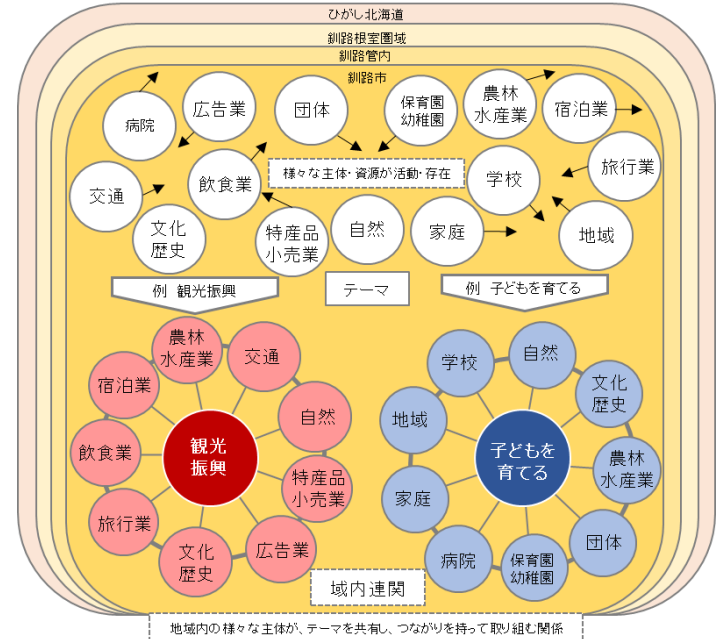 ひがし北海道
釧路根室圏域
釧路管内
釧路市
病院
広告業
団体
保育園
幼稚園
農林
水産業
宿泊業
交通
飲食業
様々な主体・資源が活動・存在
学校
旅行業
文化
歴史
特産品
小売業
自然
家庭
地域
例 観光振興
テーマ
例 子どもを育てる
農林
水産業
交通
宿泊業
自然
飲食業
観光
振興
特産品
小売業
旅行業
文化
歴史
広告業
学校
自然
文化
歴史
地域
子どもを
育てる
農林
水産業
家庭
団体
病院
保育園
幼稚園
域内連関
地域内の様々な主体が、テーマを共有し、つながりを持って取り組む関係